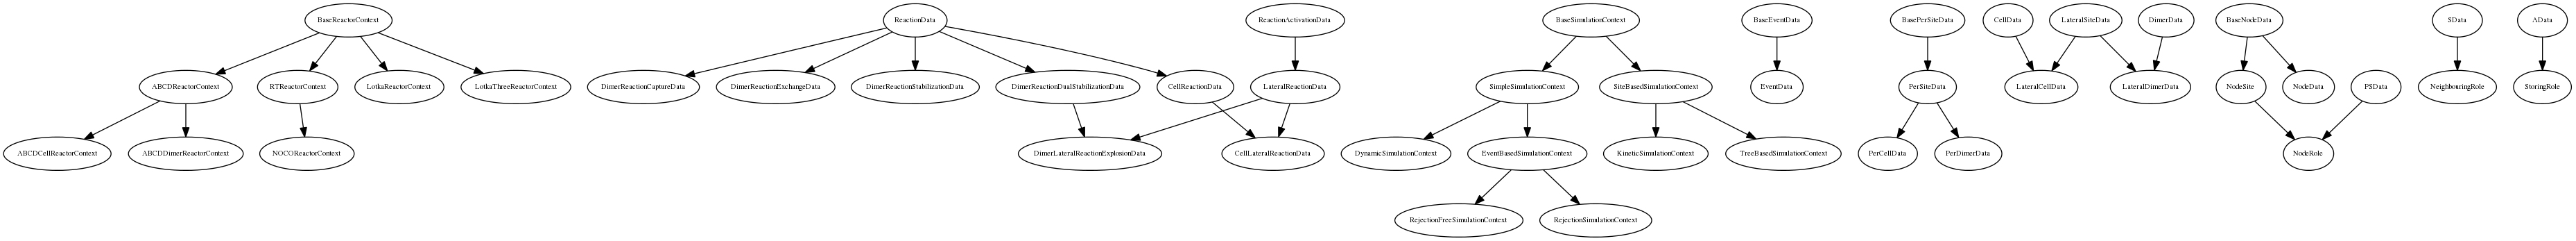 BaseReactorContext
ReactionData
ReactionActivationData
BaseSimulationContext
BaseEventData
BasePerSiteData
CellData
LateralSiteData
DimerData
BaseNodeData
SData
AData
ABCDReactorContext
RTReactorContext
LotkaReactorContext
LotkaThreeReactorContext
DimerReactionCaptureData
DimerReactionExchangeData
DimerReactionStabilizationData
DimerReactionDualStabilizationData
CellReactionData
LateralReactionData
SimpleSimulationContext
SiteBasedSimulationContext
EventData
PerSiteData
LateralCellData
LateralDimerData
NodeSite
NodeData
PSData
NeighbouringRole
StoringRole
ABCDCellReactorContext
ABCDDimerReactorContext
NOCOReactorContext
DimerLateralReactionExplosionData
CellLateralReactionData
DynamicSimulationContext
EventBasedSimulationContext
KineticSimulationContext
TreeBasedSimulationContext
PerCellData
PerDimerData
NodeRole
RejectionFreeSimulationContext
RejectionSimulationContext